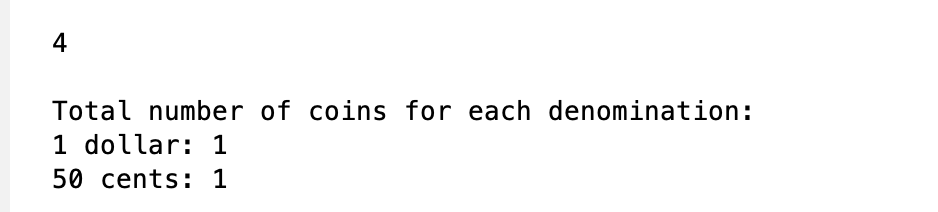 4
Total number of coins for each denomination:
1 dollar: 1
50 cents: 1